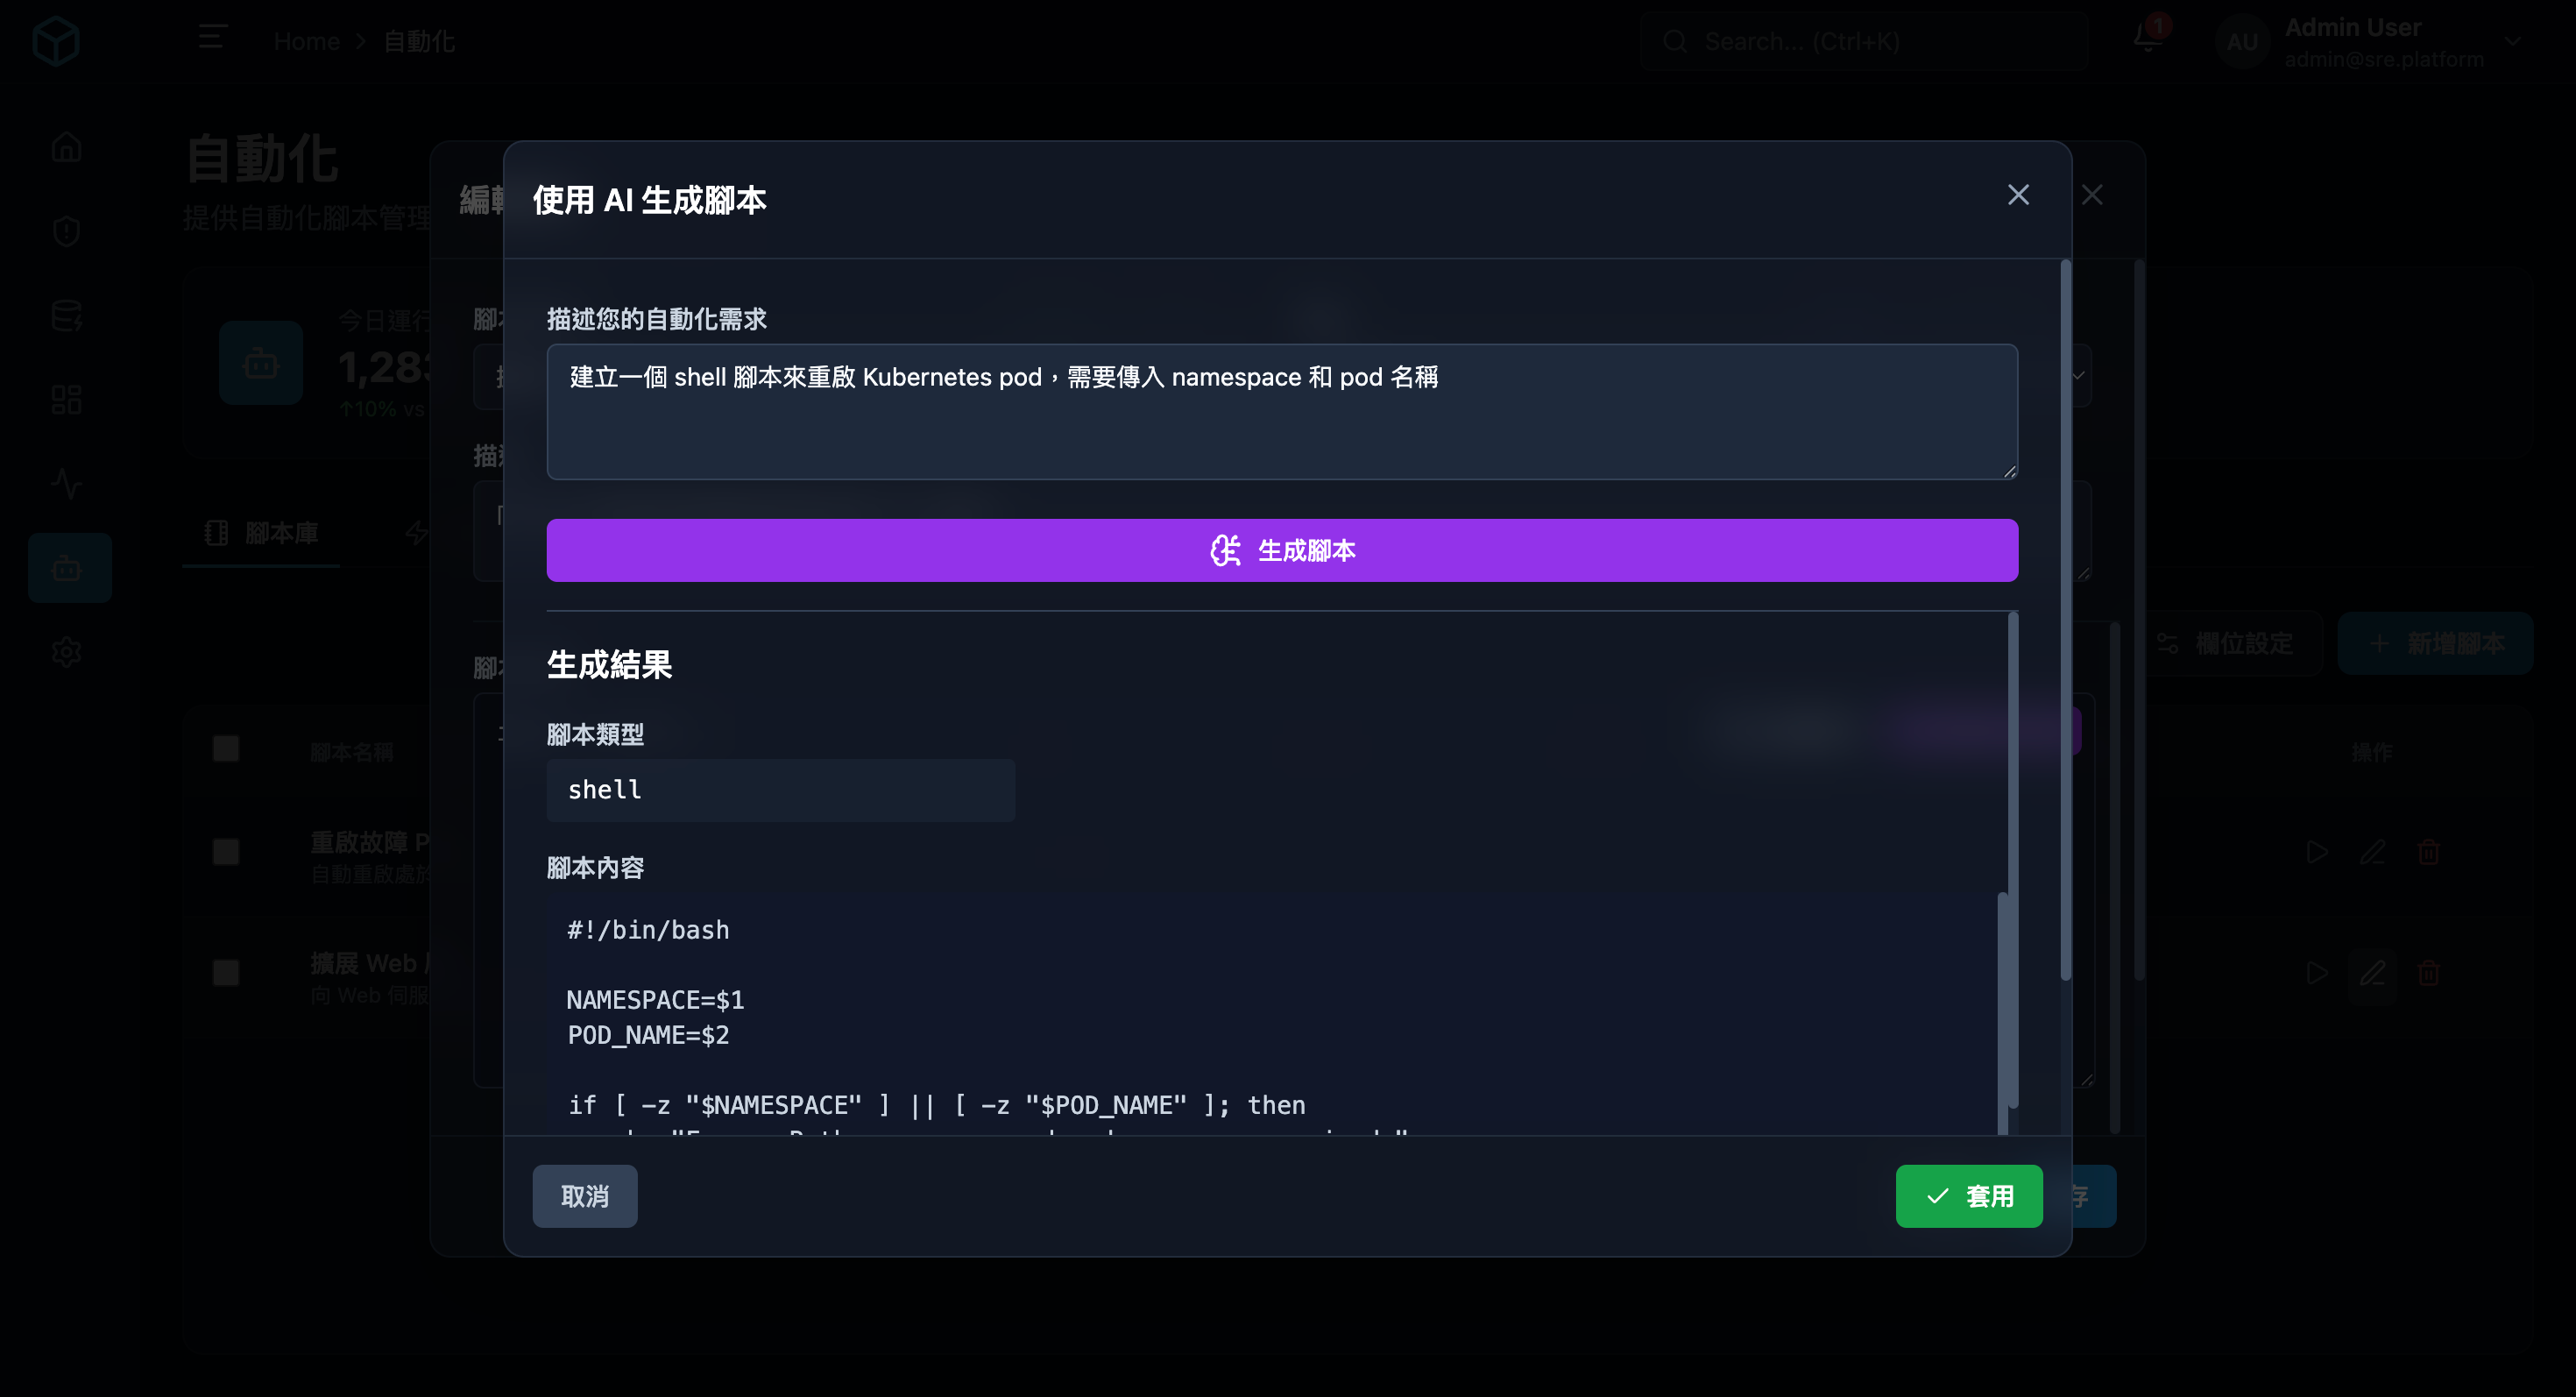 Home > 自動化
Search... (Ctrl+K)
1
AU
Admin User
admin@sre.platform
自動化
提供自動化腳本管理
今日運行
1,283
↑10% vs
腳本庫
欄位設定
+ 新增腳本
腳本名稱
操作
重啟故障 P
自動重啟處於
擴展 Web
向 Web 伺服
編輯
使用 AI 生成腳本
描述您的自動化需求
建立一個 shell 腳本來重啟 Kubernetes pod，需要傳入 namespace 和 pod 名稱
生成腳本
生成結果
腳本類型
shell
腳本內容
#!/bin/bash
NAMESPACE=$1
POD_NAME=$2
if [ -z "$NAMESPACE" ] || [ -z "$POD_NAME" ]; then
取消
套用
存